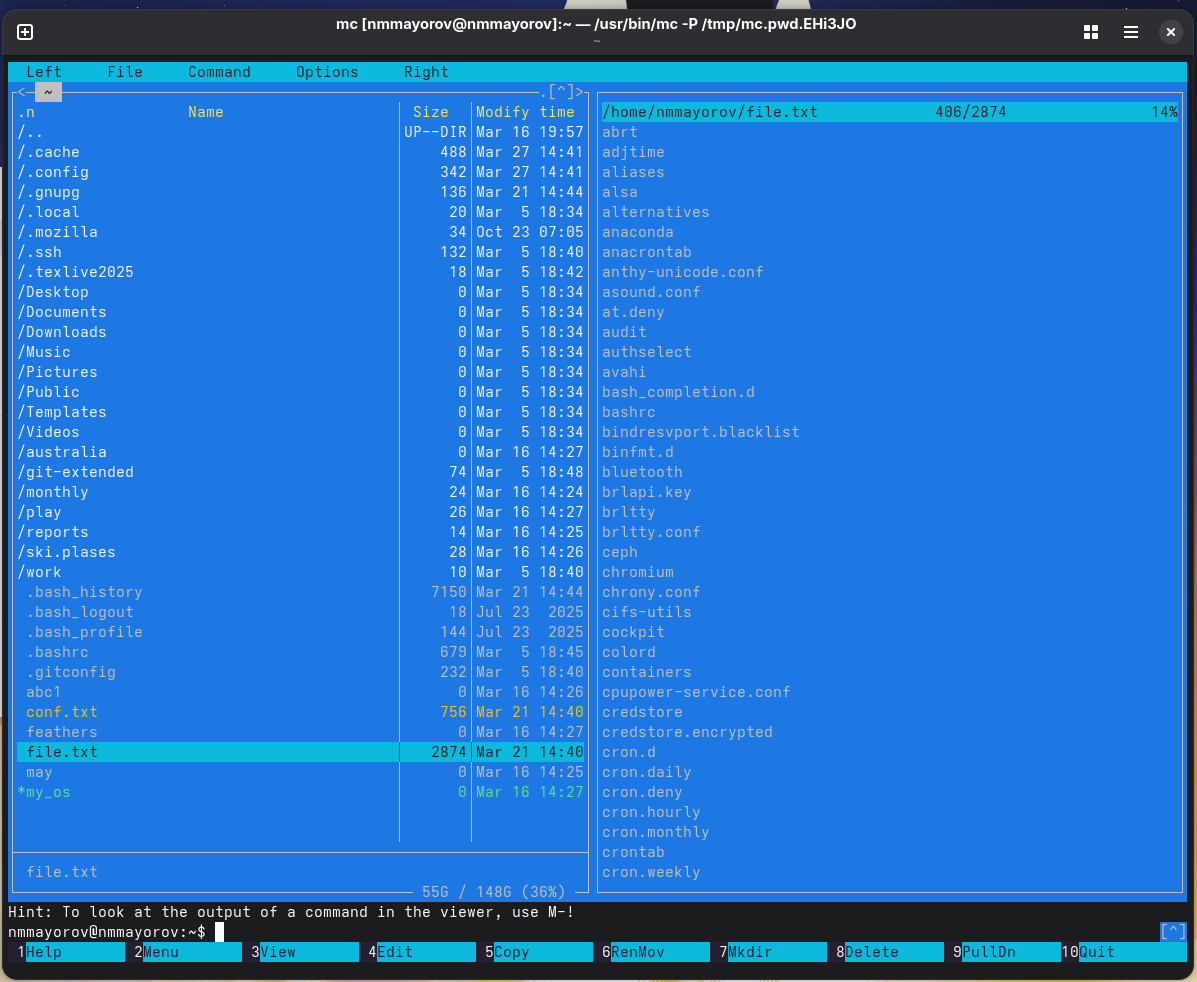 mc [nmmayorov@nmmayorov]:~ — /usr/bin/mc -P /tmp/mc.pwd.EHi3JO
~
Left File Command Options Right
<─ ~ ─.[^]>
.n Name Size Modify time
/.. UP--DIR Mar 16 19:57
/.cache 488 Mar 27 14:41
/.config 342 Mar 27 14:41
/.gnupg 136 Mar 21 14:44
/.local 20 Mar 5 18:34
/.mozilla 34 Oct 23 07:05
/.ssh 132 Mar 5 18:40
/.texlive2025 18 Mar 5 18:42
/Desktop 0 Mar 5 18:34
/Documents 0 Mar 5 18:34
/Downloads 0 Mar 5 18:34
/Music 0 Mar 5 18:34
/Pictures 0 Mar 5 18:34
/Public 0 Mar 5 18:34
/Templates 0 Mar 5 18:34
/Videos 0 Mar 5 18:34
/australia 0 Mar 16 14:27
/git-extended 74 Mar 5 18:48
/monthly 24 Mar 16 14:24
/play 26 Mar 16 14:27
/reports 14 Mar 16 14:25
/ski.plases 28 Mar 16 14:26
/work 10 Mar 5 18:40
.bash_history 7150 Mar 21 14:44
.bash_logout 18 Jul 23 2025
.bash_profile 144 Jul 23 2025
.bashrc 679 Mar 5 18:45
.gitconfig 232 Mar 5 18:40
abc1 0 Mar 16 14:26
conf.txt 756 Mar 21 14:40
feathers 0 Mar 16 14:27
file.txt 2874 Mar 21 14:40
may 0 Mar 16 14:25
*my_os 0 Mar 16 14:27
file.txt
55G / 148G (36%)
/home/nmmayorov/file.txt 406/2874 14%
abrt
adjtime
aliases
alsa
alternatives
anaconda
anacrontab
anthy-unicode.conf
asound.conf
at.deny
audit
authselect
avahi
bash_completion.d
bashrc
bindresvport.blacklist
binfmt.d
bluetooth
brlapi.key
brltty
brltty.conf
ceph
chromium
chrony.conf
cifs-utils
cockpit
colord
containers
cpupower-service.conf
credstore
credstore.encrypted
cron.d
cron.daily
cron.deny
cron.hourly
cron.monthly
crontab
cron.weekly
Hint: To look at the output of a command in the viewer, use M-!
nmmayorov@nmmayorov:~$ [^]
1Help 2Menu 3View 4Edit 5Copy 6RenMov 7Mkdir 8Delete 9PullDn 10Quit